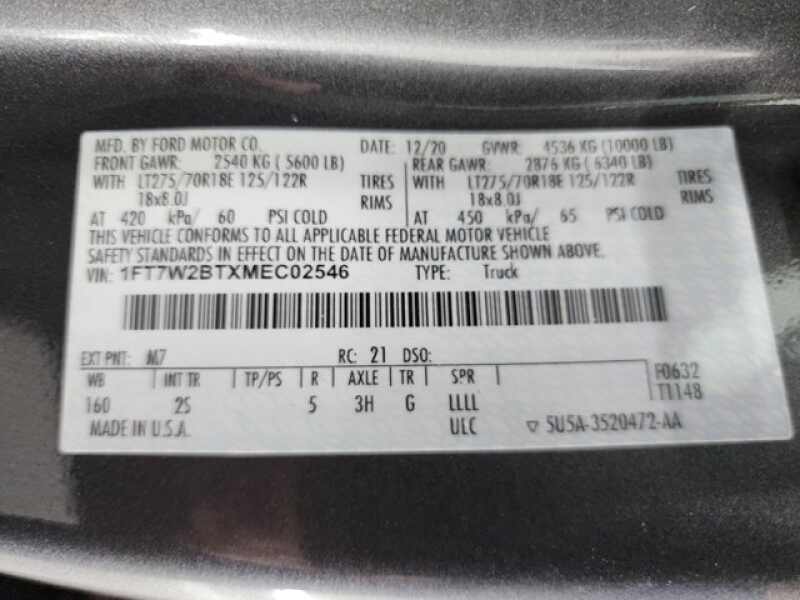 MFD. BY FORD MOTOR CO. DATE: 12/20 GVWR: 4536 KG (10000 LB)
FRONT GAWR: 2540 KG (5600 LB) REAR GAWR: 2876 KG (6340 LB)
WITH LT275/70R18E 125/122R TIRES WITH LT275/70R18E 125/122R TIRES
18x8.0J RIMS 18x8.0J RIMS
AT 420 kPa/ 60 PSI COLD AT 450 kPa/ 65 PSI COLD
THIS VEHICLE CONFORMS TO ALL APPLICABLE FEDERAL MOTOR VEHICLE
SAFETY STANDARDS IN EFFECT ON THE DATE OF MANUFACTURE SHOWN ABOVE.
VIN: 1FT7W2BTXMEC02546 TYPE: Truck
EXT PNT: M7 RC: 21 DSO:
WB INT TR TP/PS R AXLE TR SPR F0632
160 2S 5 3H G LLLL T1148
MADE IN U.S.A. ULC ▽ 5U5A-3520472-AA